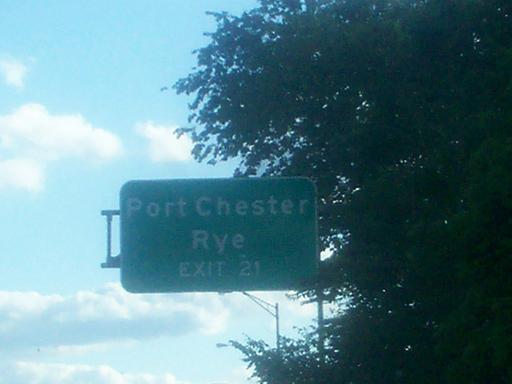 Port Chester
Rye
EXIT 21